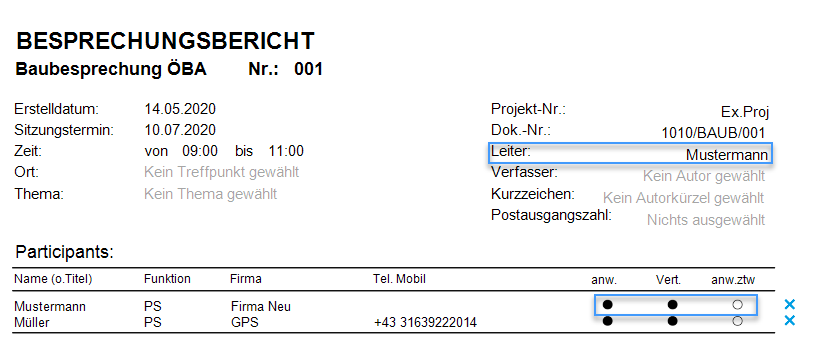 BESPRECHUNGSBERICHT
Baubesprechung ÖBA Nr.: 001
Erstelldatum: 14.05.2020 Projekt-Nr.: Ex.Proj
Sitzungstermin: 10.07.2020 Dok.-Nr.: 1010/BAUB/001
Zeit: von 09:00 bis 11:00 Leiter: Mustermann
Ort: Kein Treffpunkt gewählt Verfasser: Kein Autor gewählt
Thema: Kein Thema gewählt Kurzzeichen: Kein Autorkürzel gewählt
Postausgangszahl: Nichts ausgewählt
Participants:
Name (o.Titel) Funktion Firma Tel. Mobil anw. Vert. anw.ztw
Mustermann PS Firma Neu
Müller PS GPS +43 31639222014